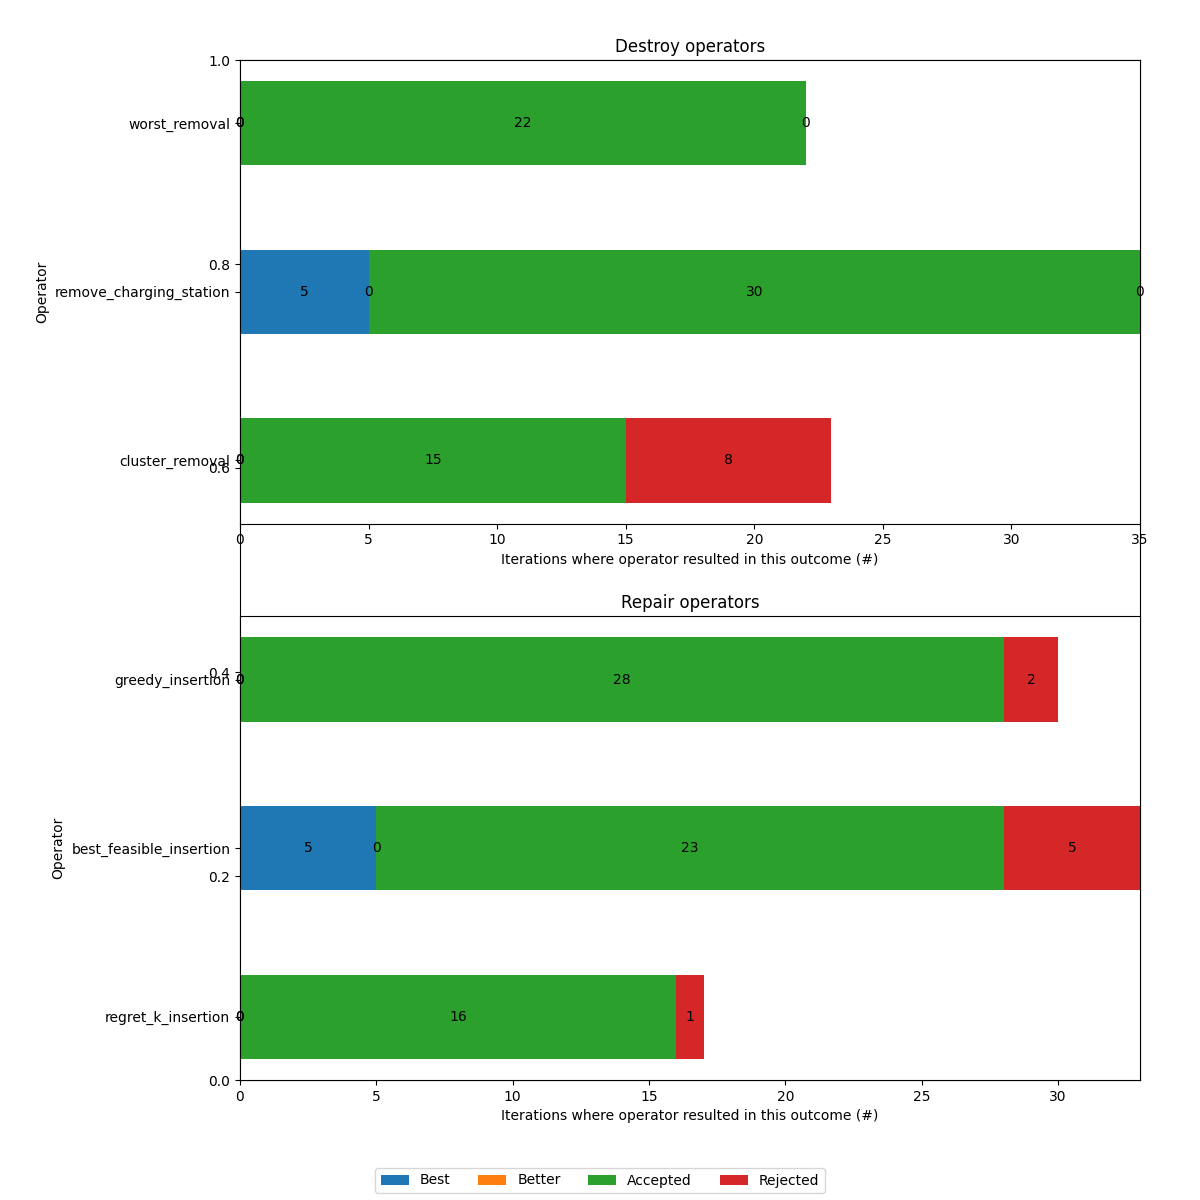 Destroy operators
1.0
worst_removal 0 22 0
0.8
Operator
remove_charging_station 5 0 30 0
cluster_removal 0 15 8
0.6
0 5 10 15 20 25 30 35
Iterations where operator resulted in this outcome (#)
Repair operators
0.4
greedy_insertion 0 28 2
Operator
best_feasible_insertion 5 0 23 5
0.2
regret_k_insertion 0 16 1
0.0
0 5 10 15 20 25 30
Iterations where operator resulted in this outcome (#)
Best Better Accepted Rejected